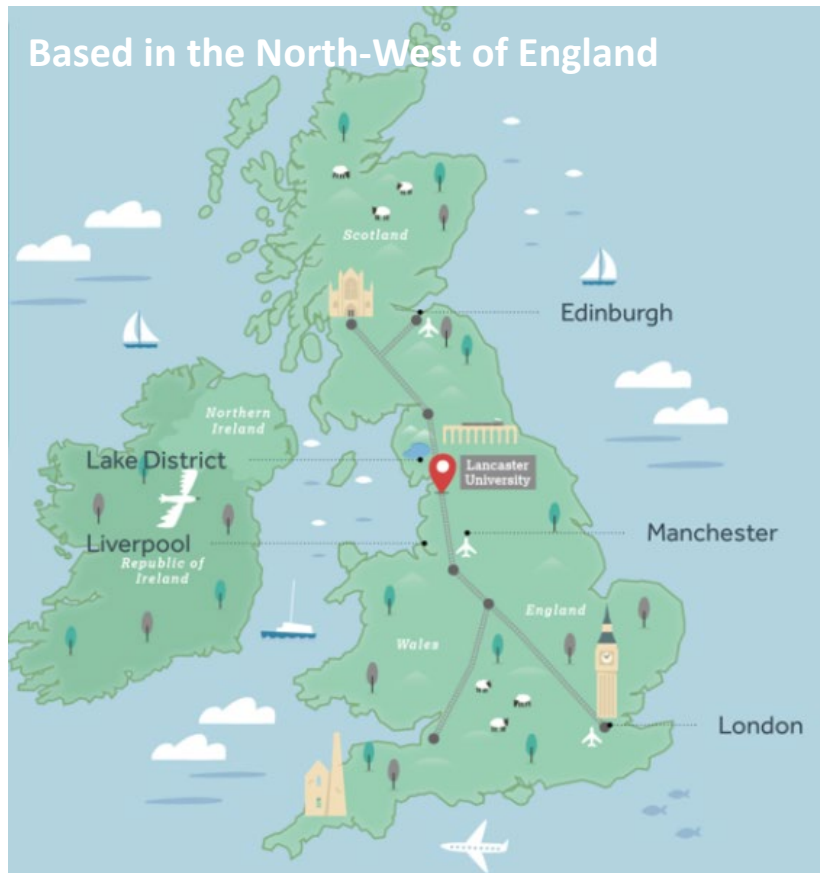 Based in the North-West of England
Scotland
Edinburgh
Northern
Ireland
Lake District
Lancaster
University
Manchester
Liverpool
Republic of
Ireland
England
Wales
London